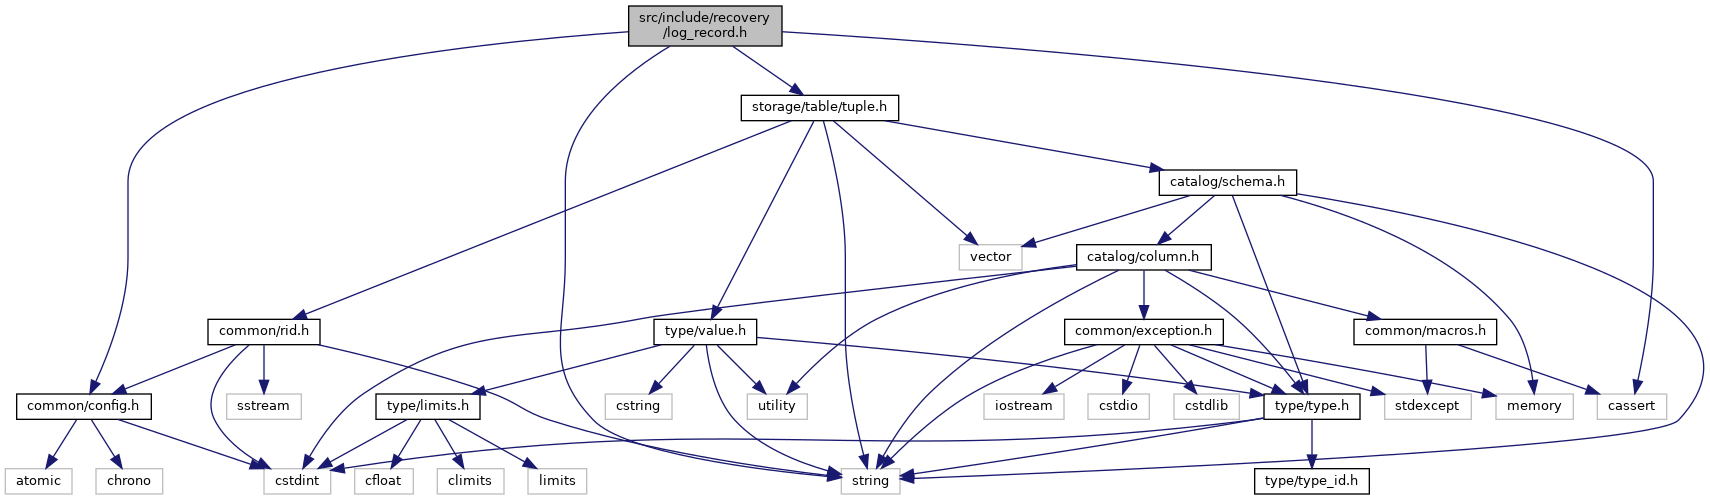 src/include/recovery
/log_record.h
storage/table/tuple.h
catalog/schema.h
vector
catalog/column.h
common/rid.h
type/value.h
common/exception.h
common/macros.h
common/config.h
sstream
type/limits.h
cstring
utility
iostream
cstdio
cstdlib
type/type.h
stdexcept
memory
cassert
atomic
chrono
cstdint
cfloat
climits
limits
string
type/type_id.h